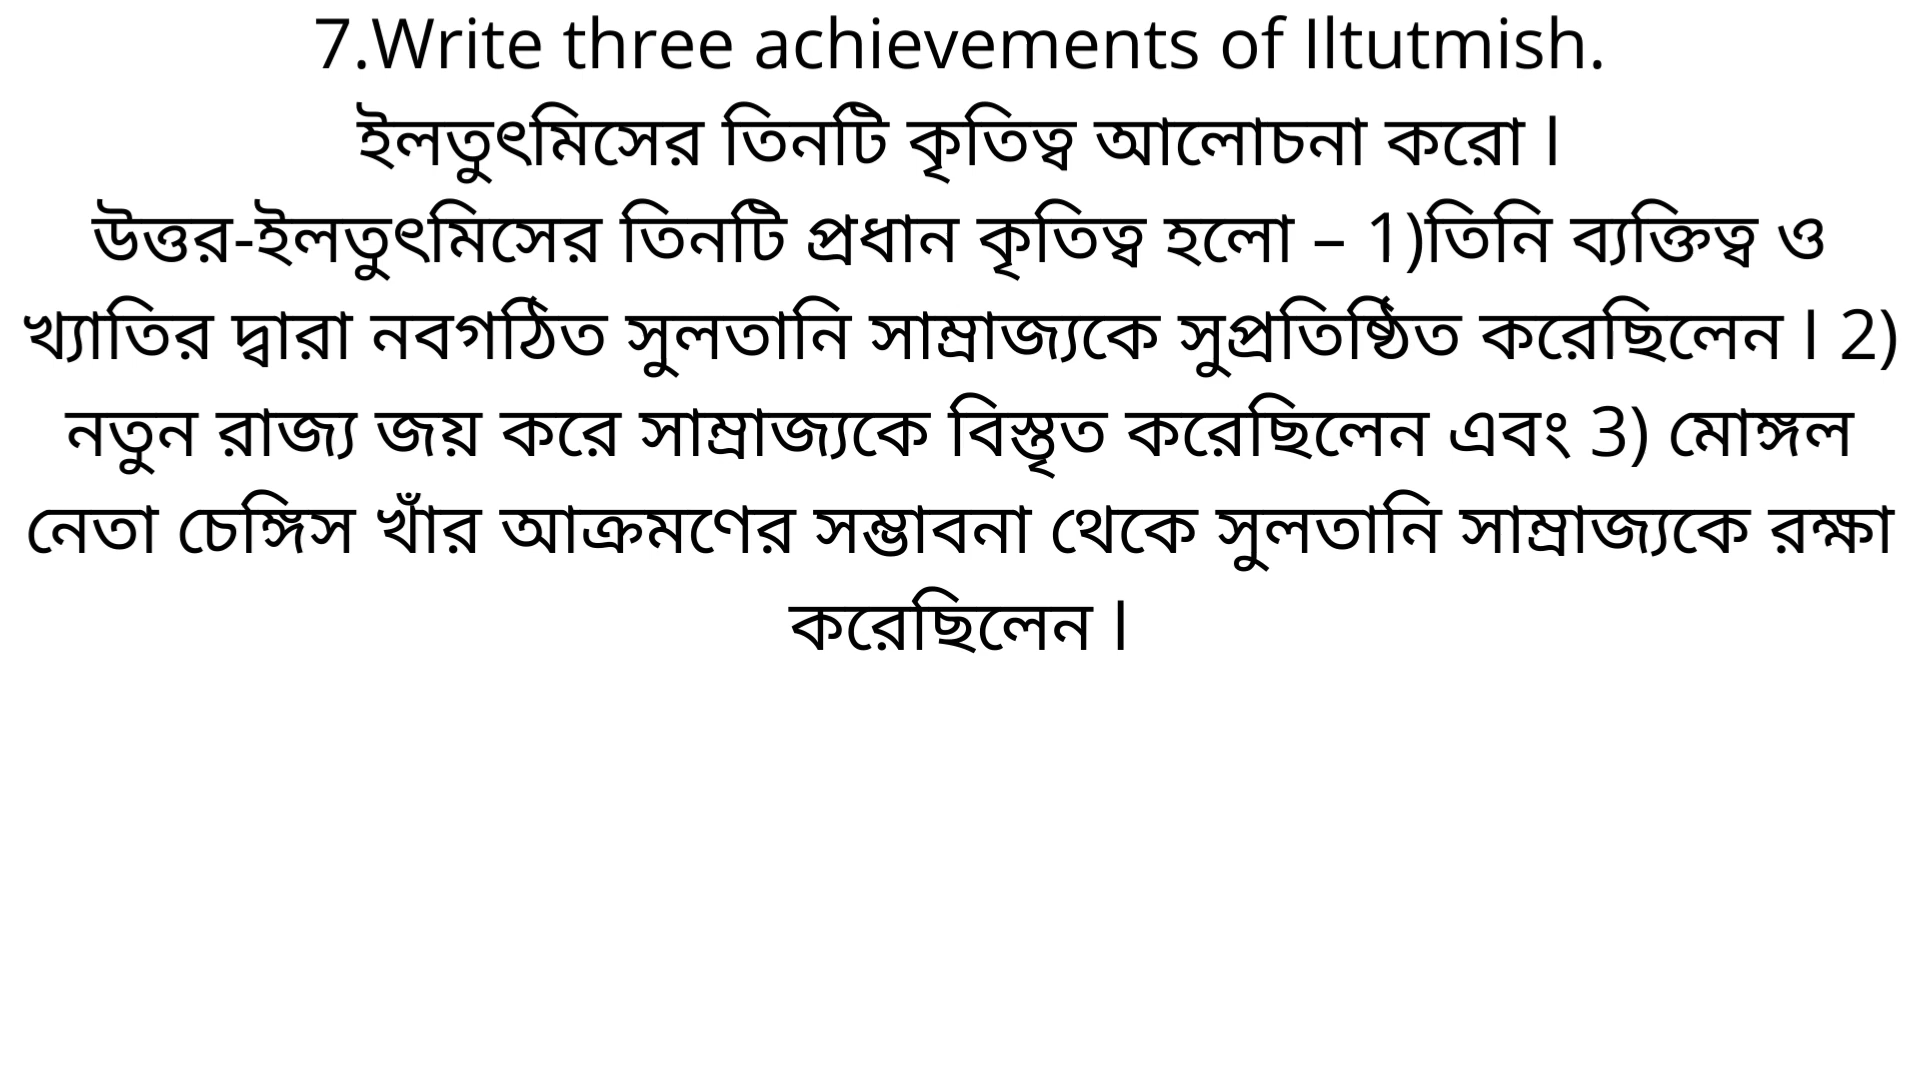 7.Write three achievements of Iltutmish.
ইলতুৎমিসের তিনটি কৃতিত্ব আলোচনা করো l
উত্তর-ইলতুৎমিসের তিনটি প্রধান কৃতিত্ব হলো – 1)তিনি ব্যক্তিত্ব ও
খ্যাতির দ্বারা নবগঠিত সুলতানি সাম্রাজ্যকে সুপ্রতিষ্ঠিত করেছিলেন l 2)
নতুন রাজ্য জয় করে সাম্রাজ্যকে বিস্তৃত করেছিলেন এবং 3) মোঙ্গল
নেতা চেঙ্গিস খাঁর আক্রমণের সম্ভাবনা থেকে সুলতানি সাম্রাজ্যকে রক্ষা
করেছিলেন l